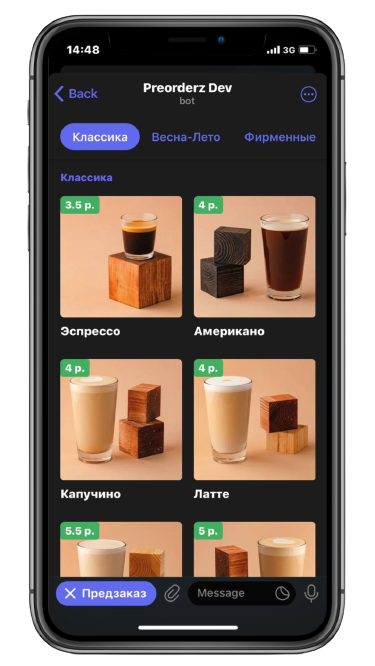 14:48
3G
Back
Preorderz Dev
bot
Классика
Весна-Лето
Фирменные
Классика
3.5 р.
4 р.
Эспрессо
Американо
4 р.
4 р.
Капучино
Латте
5.5 р.
5 р.
Предзаказ
Message